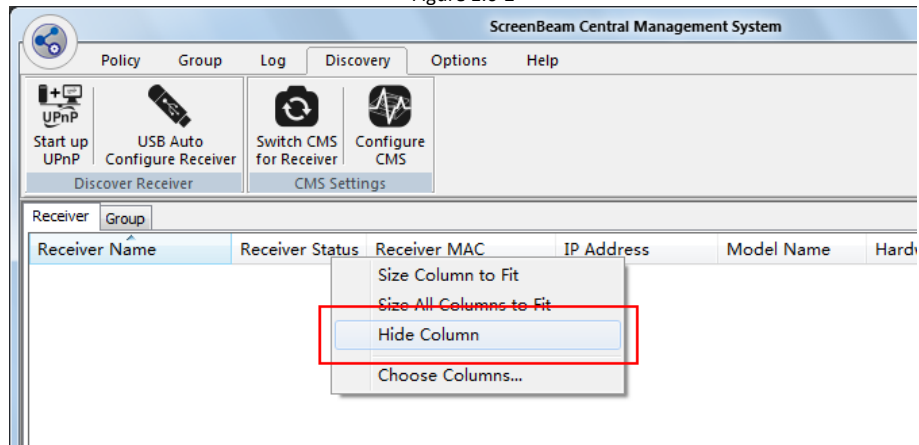 ScreenBeam Central Management System
Policy Group Log Discovery Options Help
UPnP
Start up UPnP
USB Auto Configure Receiver
Switch CMS for Receiver
Configure CMS
Discover Receiver CMS Settings
Receiver Group
Receiver Name Receiver Status Receiver MAC IP Address Model Name
Size Column to Fit
Size All Columns to Fit
Hide Column
Choose Columns...